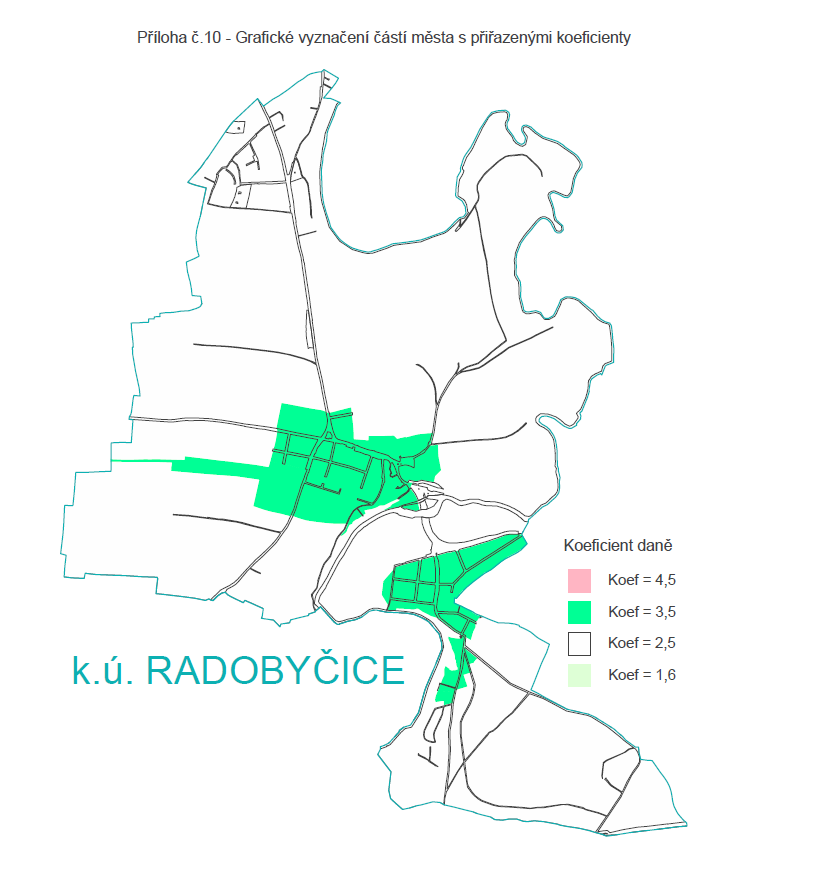 Příloha č.10 - Grafické vyznačení částí města s přiřazenými koeficienty
Koeficient daně
Koef = 4,5
Koef = 3,5
Koef = 2,5
Koef = 1,6
k.ú. RADOBYČICE